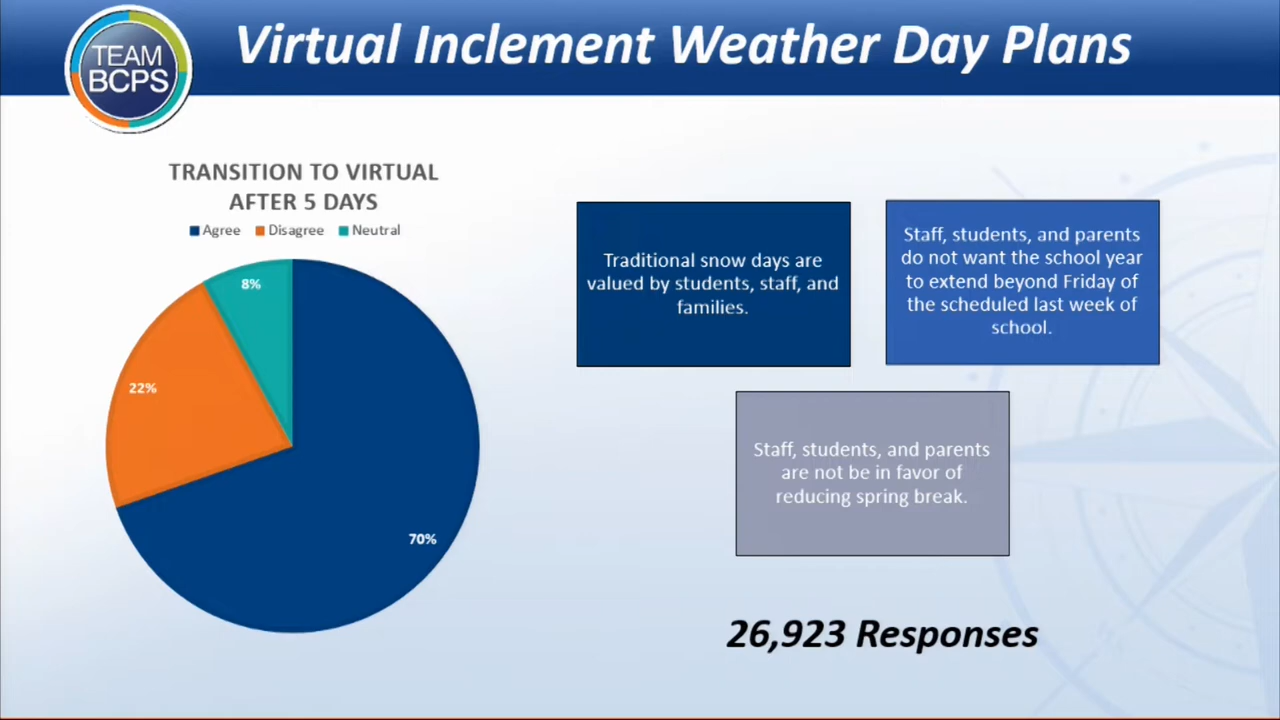 TEAM
BCPS
Virtual Inclement Weather Day Plans
TRANSITION TO VIRTUAL
AFTER 5 DAYS
Agree Disagree Neutral
8%
22%
70%
Traditional snow days are
valued by students, staff, and
families.
Staff, students, and parents
do not want the school year
to extend beyond Friday of
the scheduled last week of
school.
Staff, students, and parents
are not be in favor of
reducing spring break.
26,923 Responses